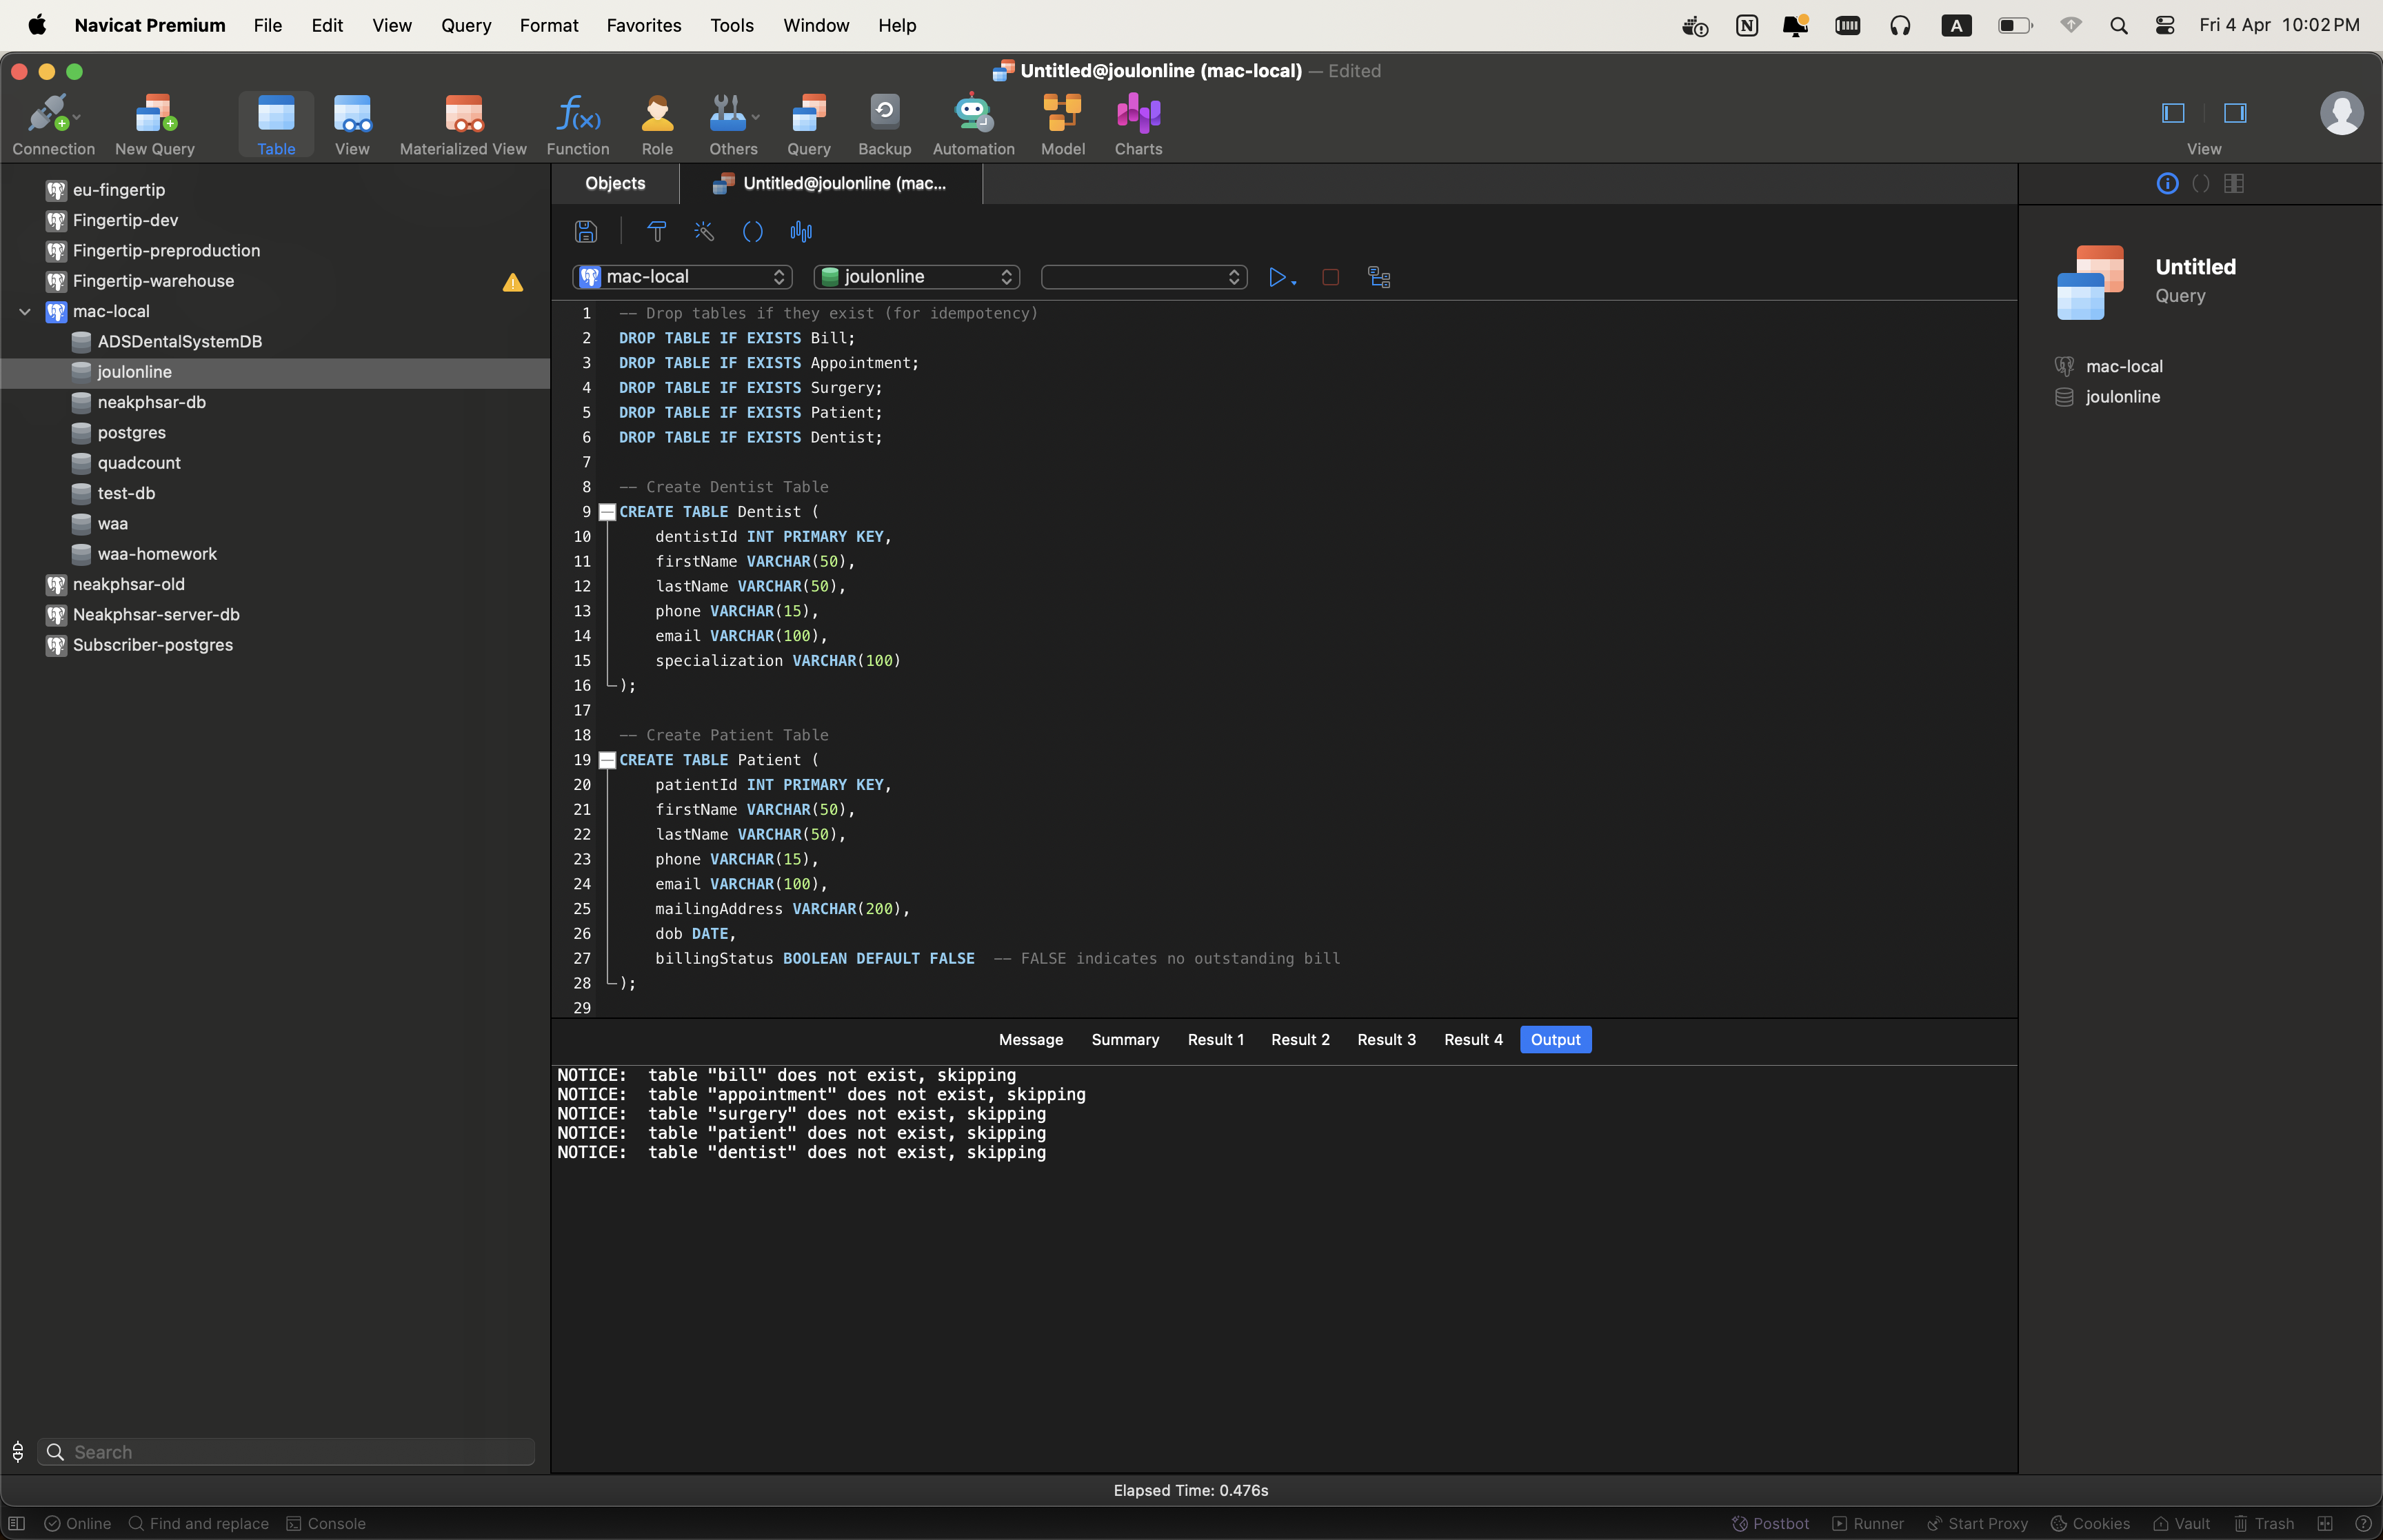 Navicat Premium File Edit View Query Format Favorites Tools Window Help N A Fri 4 Apr 10:02 PM
Untitled@joulonline (mac-local) — Edited
Connection New Query Table View Materialized View Function Role Others Query Backup Automation Model Charts View
eu-fingertip
Fingertip-dev
Fingertip-preproduction
Fingertip-warehouse
mac-local
ADSDentalSystemDB
joulonline
neakphsar-db
postgres
quadcount
test-db
waa
waa-homework
neakphsar-old
Neakphsar-server-db
Subscriber-postgres
Search
Objects Untitled@joulonline (mac...
mac-local joulonline
1 -- Drop tables if they exist (for idempotency)
2 DROP TABLE IF EXISTS Bill;
3 DROP TABLE IF EXISTS Appointment;
4 DROP TABLE IF EXISTS Surgery;
5 DROP TABLE IF EXISTS Patient;
6 DROP TABLE IF EXISTS Dentist;
7
8 -- Create Dentist Table
9 CREATE TABLE Dentist (
10 dentistId INT PRIMARY KEY,
11 firstName VARCHAR(50),
12 lastName VARCHAR(50),
13 phone VARCHAR(15),
14 email VARCHAR(100),
15 specialization VARCHAR(100)
16 );
17
18 -- Create Patient Table
19 CREATE TABLE Patient (
20 patientId INT PRIMARY KEY,
21 firstName VARCHAR(50),
22 lastName VARCHAR(50),
23 phone VARCHAR(15),
24 email VARCHAR(100),
25 mailingAddress VARCHAR(200),
26 dob DATE,
27 billingStatus BOOLEAN DEFAULT FALSE -- FALSE indicates no outstanding bill
28 );
29
Message Summary Result 1 Result 2 Result 3 Result 4 Output
NOTICE: table "bill" does not exist, skipping
NOTICE: table "appointment" does not exist, skipping
NOTICE: table "surgery" does not exist, skipping
NOTICE: table "patient" does not exist, skipping
NOTICE: table "dentist" does not exist, skipping
Untitled
Query
mac-local
joulonline
Elapsed Time: 0.476s
Online Find and replace Console Postbot Runner Start Proxy Cookies Vault Trash